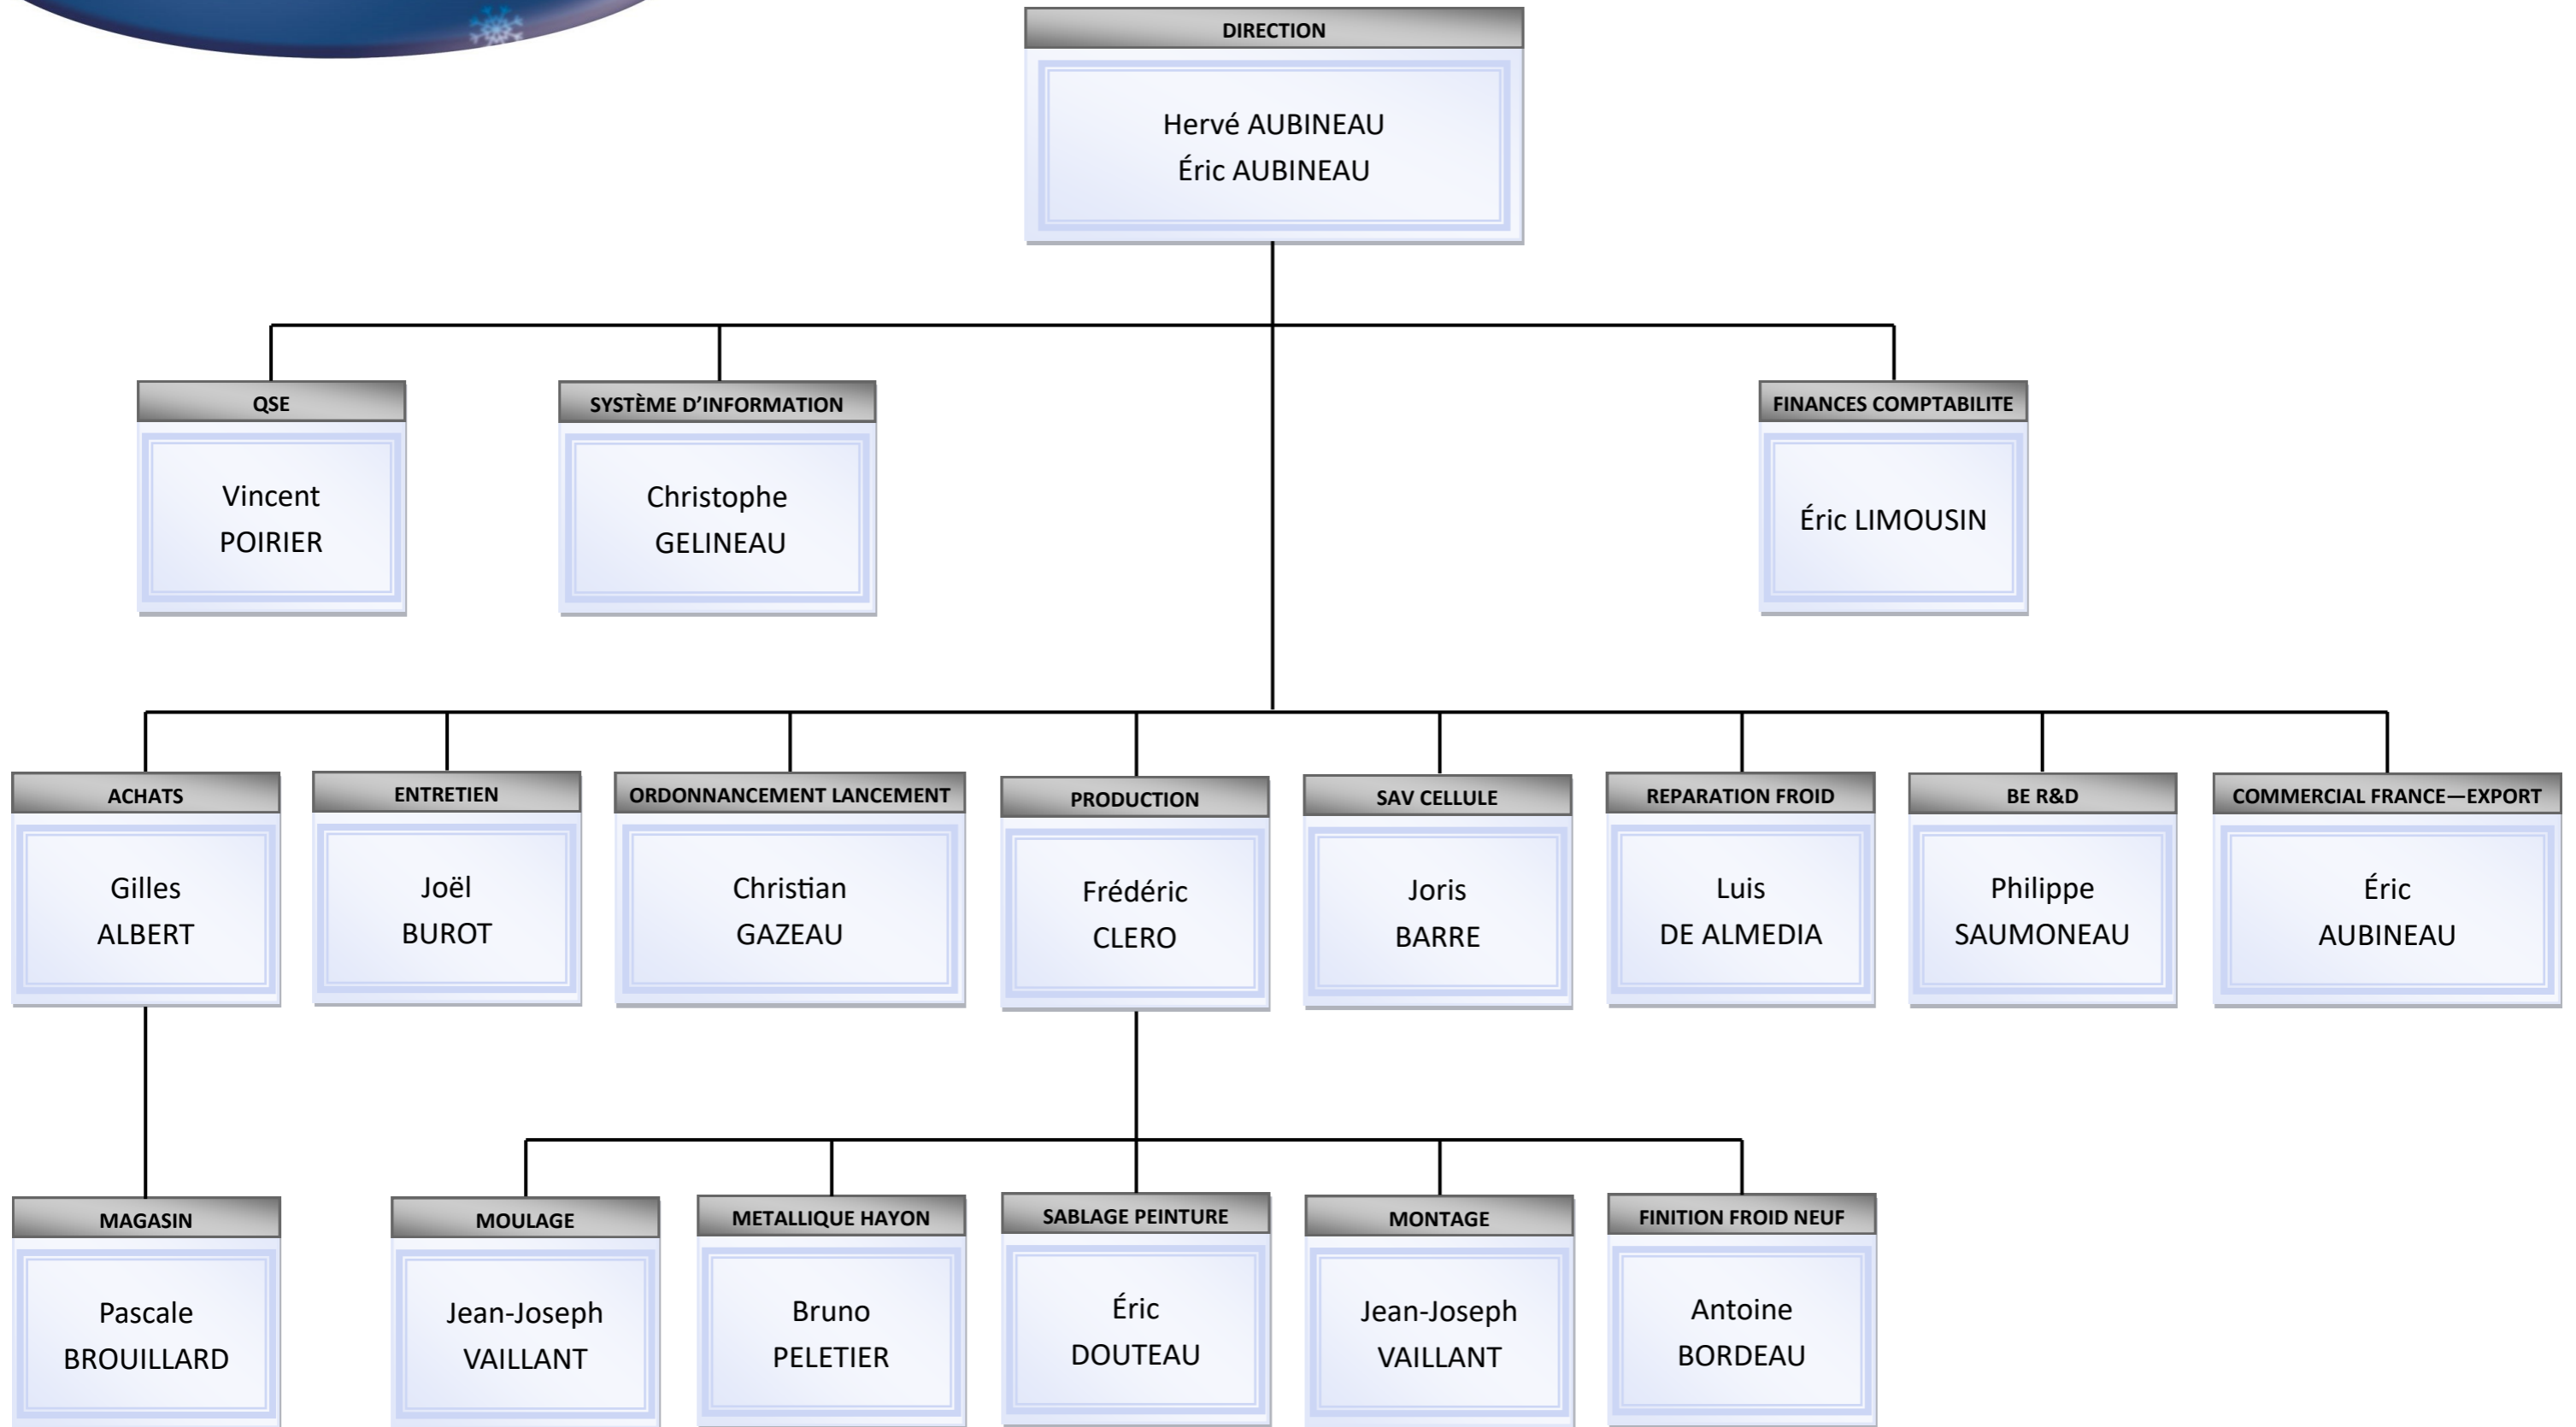 DIRECTION
Hervé AUBINEAU
Éric AUBINEAU
QSE
Vincent
POIRIER
SYSTÈME D’INFORMATION
Christophe
GELINEAU
FINANCES COMPTABILITE
Éric LIMOUSIN
ACHATS
Gilles
ALBERT
ENTRETIEN
Joël
BUROT
ORDONNANCEMENT LANCEMENT
Christian
GAZEAU
PRODUCTION
Frédéric
CLERO
SAV CELLULE
Joris
BARRE
REPARATION FROID
Luis
DE ALMEDIA
BE R&D
Philippe
SAUMONEAU
COMMERCIAL FRANCE—EXPORT
Éric
AUBINEAU
MAGASIN
Pascale
BROUILLARD
MOULAGE
Jean-Joseph
VAILLANT
METALLIQUE HAYON
Bruno
PELETIER
SABLAGE PEINTURE
Éric
DOUTEAU
MONTAGE
Jean-Joseph
VAILLANT
FINITION FROID NEUF
Antoine
BORDEAU